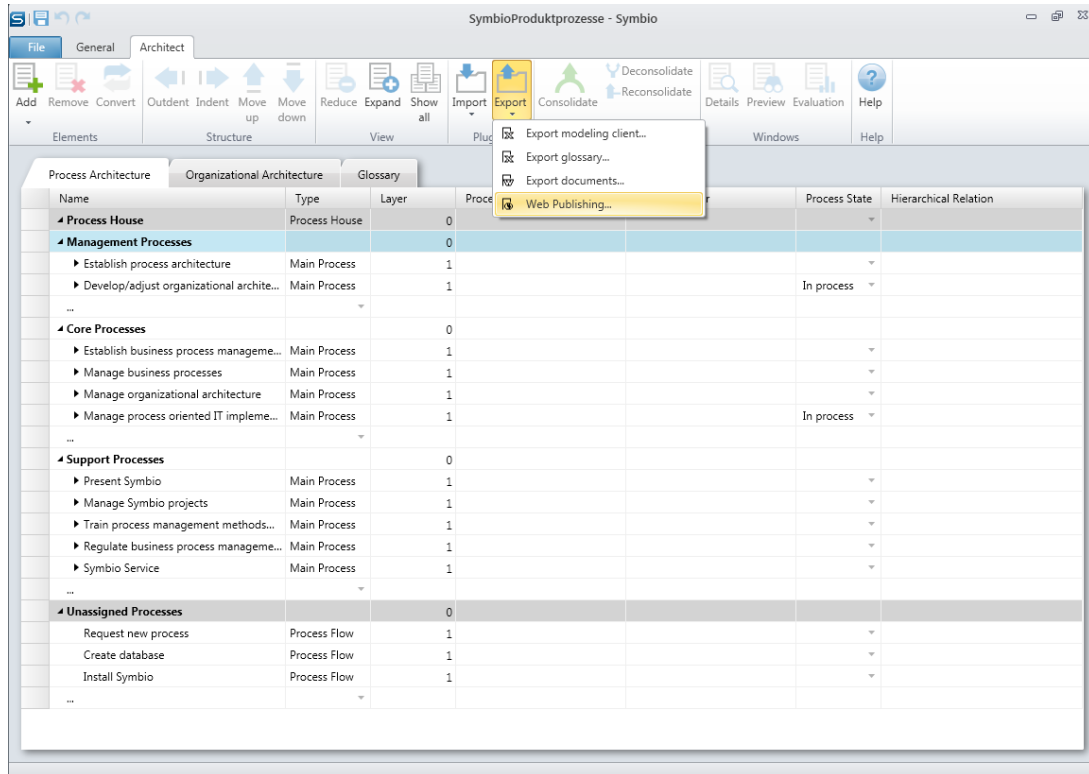 SymbioProduktprozesse - Symbio
File General Architect
Add Remove Convert Outdent Indent Move up Move down Reduce Expand Show all Import Export Consolidate Deconsolidate Reconsolidate Details Preview Evaluation Help
Elements Structure View Windows Help
Export modeling client...
Export glossary...
Export documents...
Web Publishing...
Process Architecture Organizational Architecture Glossary
Name Type Layer Process State Hierarchical Relation
Process House Process House 0
Management Processes 0
Establish process architecture Main Process 1
Develop/adjust organizational archite... Main Process 1 In process
...
Core Processes 0
Establish business process manageme... Main Process 1
Manage business processes Main Process 1
Manage organizational architecture Main Process 1
Manage process oriented IT impleme... Main Process 1 In process
...
Support Processes 0
Present Symbio Main Process 1
Manage Symbio projects Main Process 1
Train process management methods... Main Process 1
Regulate business process manageme... Main Process 1
Symbio Service Main Process 1
...
Unassigned Processes 0
Request new process Process Flow 1
Create database Process Flow 1
Install Symbio Process Flow 1
...